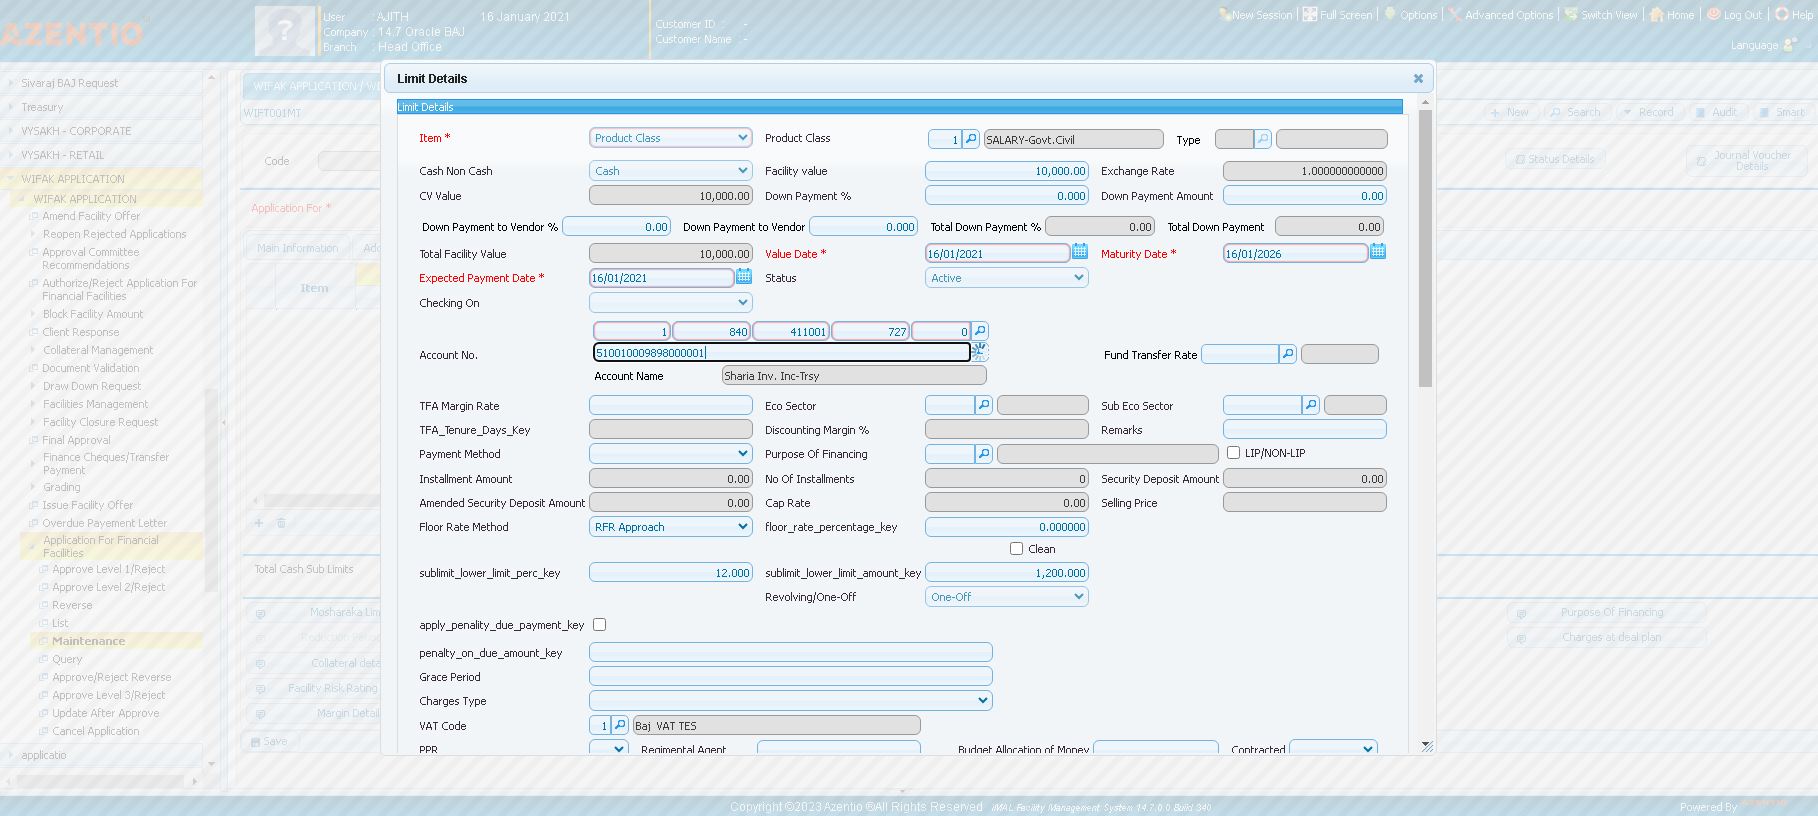 AZENTIO
User : AJITH 16 January 2021
Company : 14.7 Oracle BAJ
Branch : Head Office
Customer ID : -
Customer Name : -
New Session Full Screen Options Advanced Options Switch View Home Log Out Help
Language
Sivaraj BAJ Request
Treasury
VYSAKH - CORPORATE
VYSAKH - RETAIL
WIFAK APPLICATION
WIFAK APPLICATION
Amend Facility Offer
Reopen Rejected Applications
Approval Committee
Recommendations
Authorize/Reject Application For
Financial Facilities
Block Facility Amount
Client Response
Collateral Management
Document Validation
Draw Down Request
Facilities Management
Facility Closure Request
Final Approval
Finance Cheques/Transfer
Payment
Grading
Issue Facility Offer
Overdue Payment Letter
Application For Financial
Facilities
Approve Level 1/Reject
Approve Level 2/Reject
Reverse
List
Maintenance
Query
Approve/Reject Reverse
Approve Level 3/Reject
Update After Approve
Cancel Application
applicatio
WIFAK APPLICATION / WI
WIFT001MT
New Search Record Audit Smart
Code
Status Details
Journal Voucher
Details
Application For *
Main Information
Item
Total Cash Sub Limits
Mosharaka Lim
Collateral deta
Facility Risk Rating
Margin Detail
Save
Purpose Of Financing
Charges at deal plan
Limit Details
Limit Details
Item * Product Class Product Class 1 SALARY-Govt.Civil Type
Cash Non Cash Cash Facility value 10,000.00 Exchange Rate 1.000000000000
CV Value 10,000.00 Down Payment % 0.000 Down Payment Amount 0.00
Down Payment to Vendor % 0.00 Down Payment to Vendor 0.000 Total Down Payment % 0.00 Total Down Payment 0.00
Total Facility Value 10,000.00 Value Date * 16/01/2021 Maturity Date * 16/01/2026
Expected Payment Date * 16/01/2021 Status Active
Checking On
1 840 411001 727 0
Account No. 510010009898000001 Fund Transfer Rate
Account Name Sharia Inv. Inc-Trsy
TFA Margin Rate Eco Sector Sub Eco Sector
TFA_Tenure_Days_Key Discounting Margin % Remarks
Payment Method Purpose Of Financing LIP/NON-LIP
Installment Amount 0.00 No Of Installments 0 Security Deposit Amount 0.00
Amended Security Deposit Amount 0.00 Cap Rate 0.00 Selling Price
Floor Rate Method RFR Approach floor_rate_percentage_key 0.000000
Clean
sublimit_lower_limit_perc_key 12.000 sublimit_lower_limit_amount_key 1,200.000
Revolving/One-Off One-Off
apply_penality_due_payment_key
penalty_on_due_amount_key
Grace Period
Charges Type
VAT Code 1 Baj VAT TES
PPR Regimental Agent Budget Allocation of Money Contracted
Copyright ©2023 Azentio ®All Rights Reserved IMAL Facility Management System 14.7.0.0 Build 340
Powered By